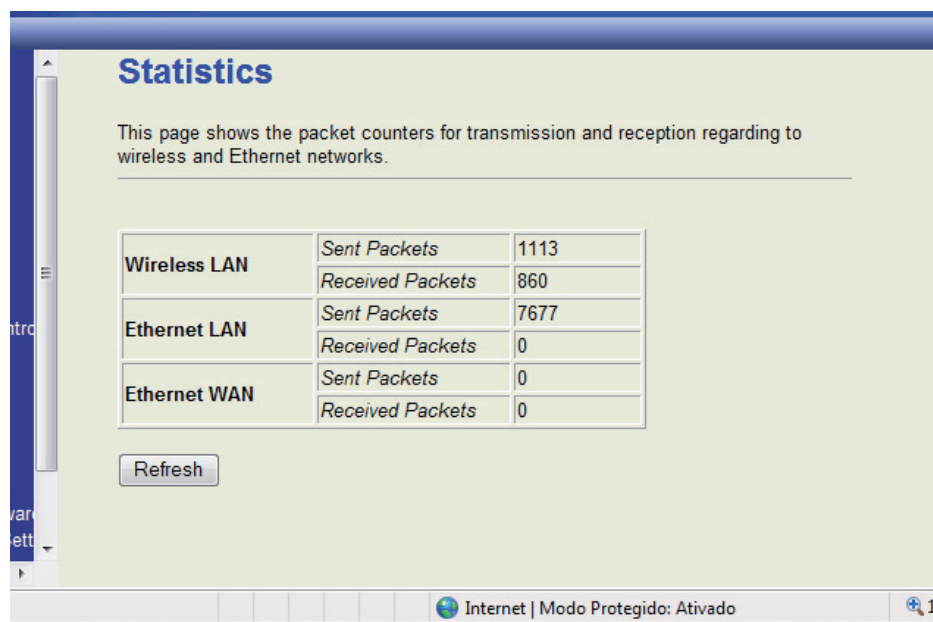 Statistics
This page shows the packet counters for transmission and reception regarding to
wireless and Ethernet networks.
Wireless LAN
Sent Packets 1113
Received Packets 860
Ethernet LAN
Sent Packets 7677
Received Packets 0
Ethernet WAN
Sent Packets 0
Received Packets 0
Refresh
Internet | Modo Protegido: Ativado